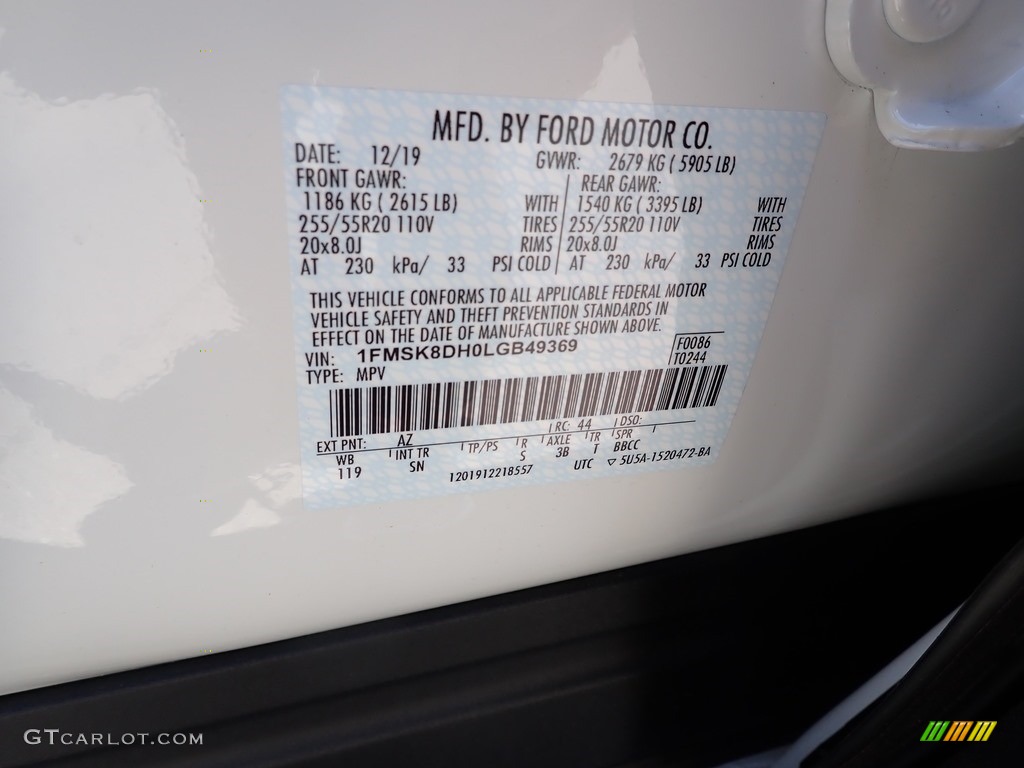 MFD. BY FORD MOTOR CO.
DATE: 12/19 GVWR: 2679 KG ( 5905 LB)
FRONT GAWR: REAR GAWR:
1186 KG ( 2615 LB) WITH 1540 KG ( 3395 LB) WITH
255/55R20 110V TIRES 255/55R20 110V TIRES
20x8.0J RIMS 20x8.0J RIMS
AT 230 kPa/ 33 PSI COLD AT 230 kPa/ 33 PSI COLD
THIS VEHICLE CONFORMS TO ALL APPLICABLE FEDERAL MOTOR
VEHICLE SAFETY AND THEFT PREVENTION STANDARDS IN
EFFECT ON THE DATE OF MANUFACTURE SHOWN ABOVE.
VIN: 1FMSK8DH0LGB49369 F0086
TYPE: MPV T0244
EXT PNT: AZ RC: 44 DSO:
WB INT TR TP/PS R AXLE TR SPR
119 SN S 3B T BBCC
1201912218557 UTC ▽ 5U5A-1520472-BA
GTCARLOT.COM